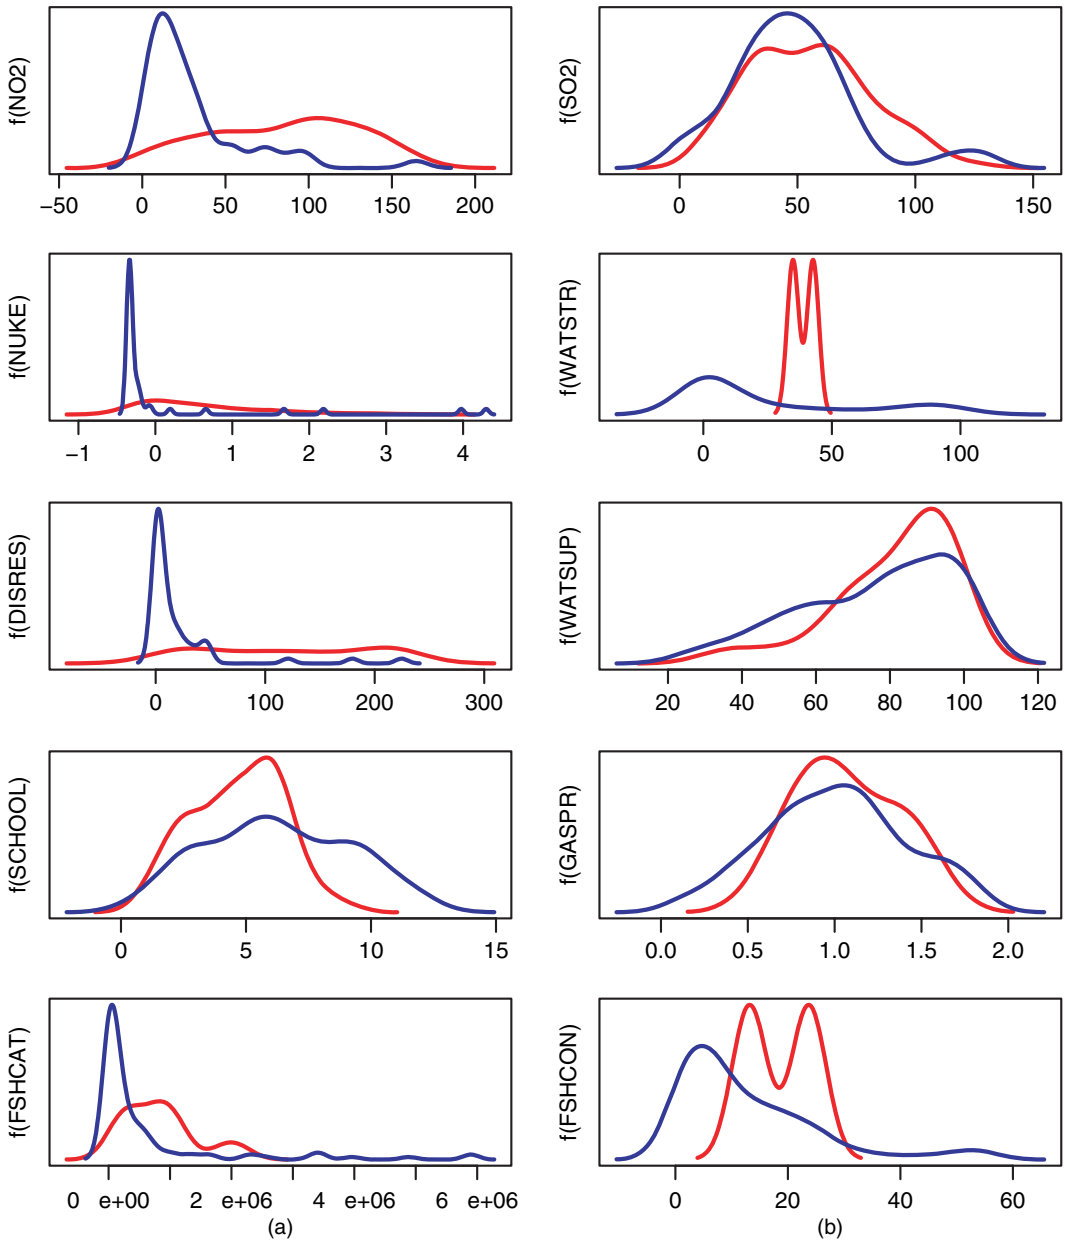 f(NO2)
−50 0 50 100 150 200
f(SO2)
0 50 100 150
f(NUKE)
−1 0 1 2 3 4
f(WATSTR)
0 50 100
f(DISRES)
0 100 200 300
f(WATSUP)
20 40 60 80 100 120
f(SCHOOL)
0 5 10 15
f(GASPR)
0.0 0.5 1.0 1.5 2.0
f(FSHCAT)
0 e+00 2 e+06 4 e+06 6 e+06
(a)
f(FSHCON)
0 20 40 60
(b)